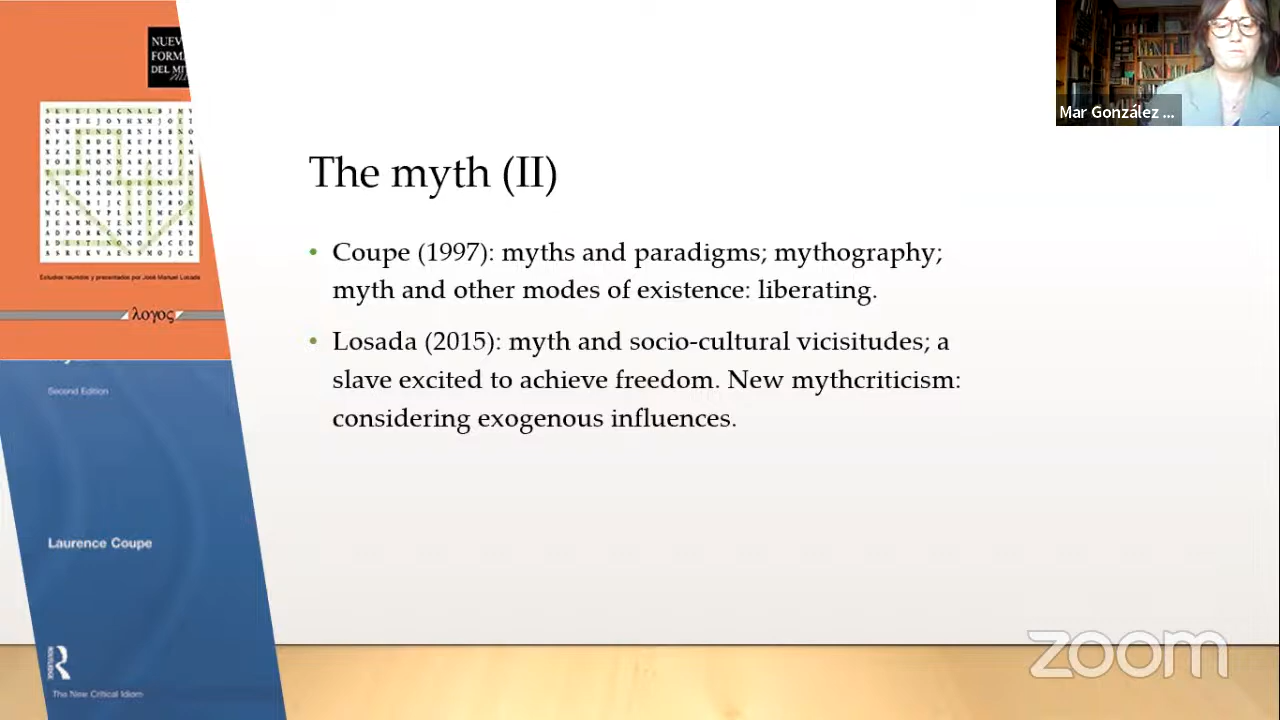 NUEV
FORM
DEL MI
Estudios reunidos y presentados por José Manuel Losada
λογος
Second Edition
Laurence Coupe
R
ROUTLEDGE
The New Critical Idiom
The myth (II)
• Coupe (1997): myths and paradigms; mythography;
myth and other modes of existence: liberating.
• Losada (2015): myth and socio-cultural vicisitudes; a
slave excited to achieve freedom. New mythcriticism:
considering exogenous influences.
Mar González ...
zoom